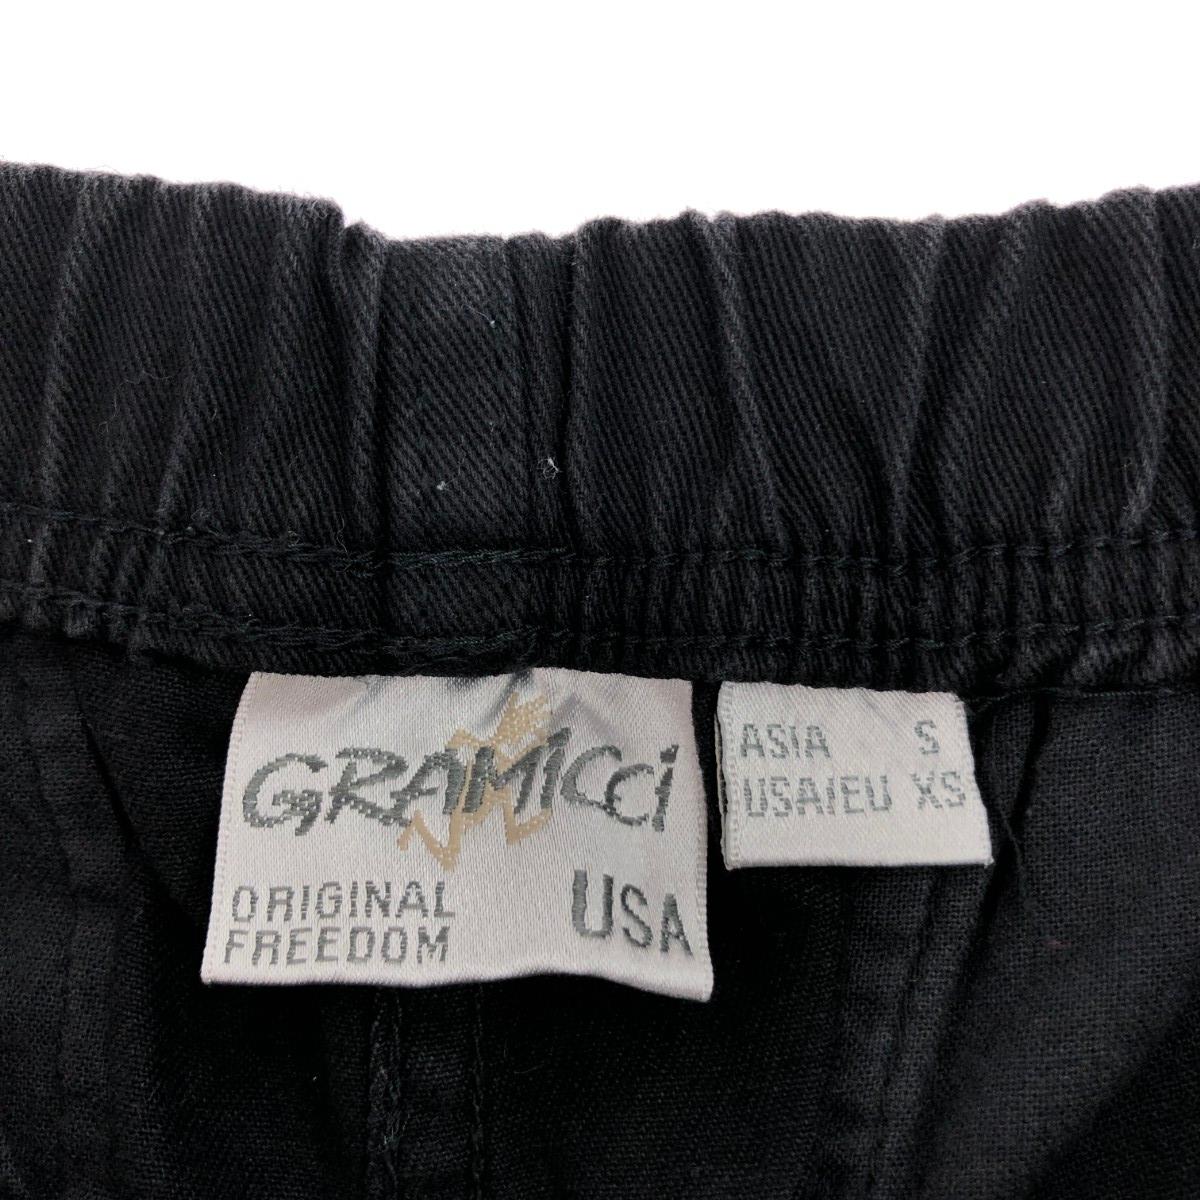 GRAMICCi
ORIGINAL
FREEDOM
USA
ASIA S
USA/EU XS